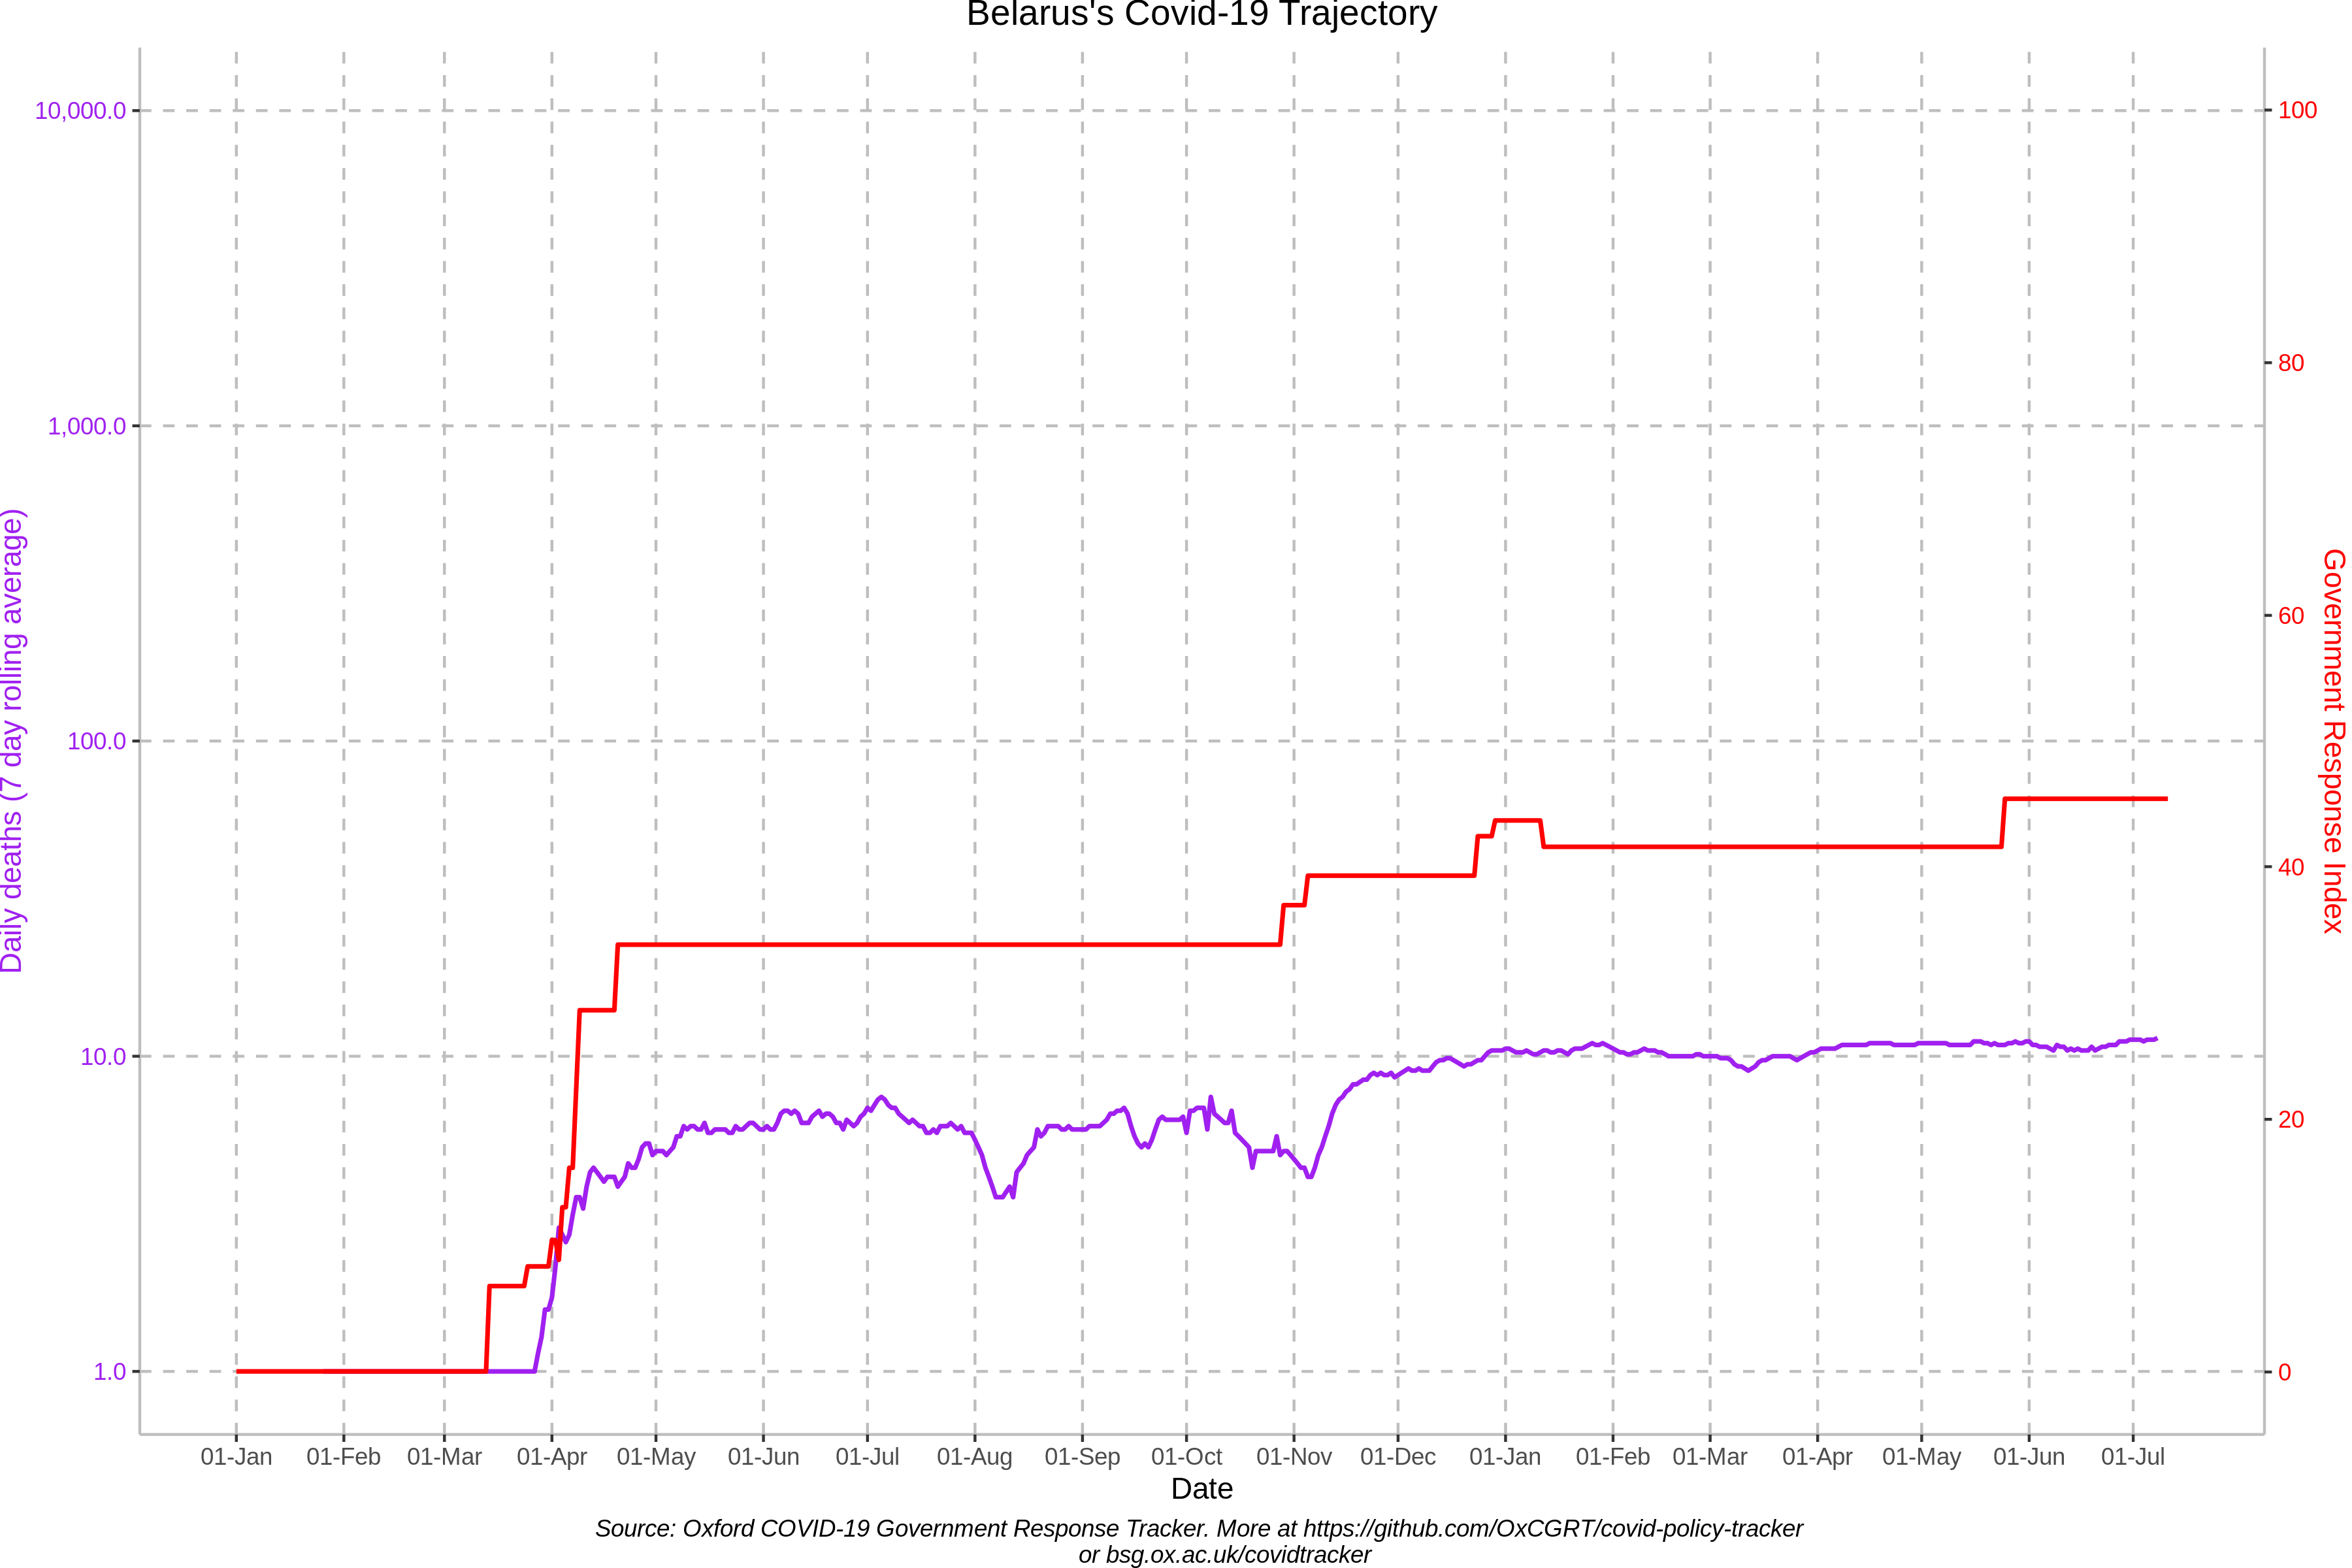 Belarus's Covid-19 Trajectory
10,000.0
1,000.0
100.0
10.0
1.0
Daily deaths (7 day rolling average)
100
80
60
40
20
0
Government Response Index
01-Jan 01-Feb 01-Mar 01-Apr 01-May 01-Jun 01-Jul 01-Aug 01-Sep 01-Oct 01-Nov 01-Dec 01-Jan 01-Feb 01-Mar 01-Apr 01-May 01-Jun 01-Jul
Date
Source: Oxford COVID-19 Government Response Tracker. More at https://github.com/OxCGRT/covid-policy-tracker
or bsg.ox.ac.uk/covidtracker